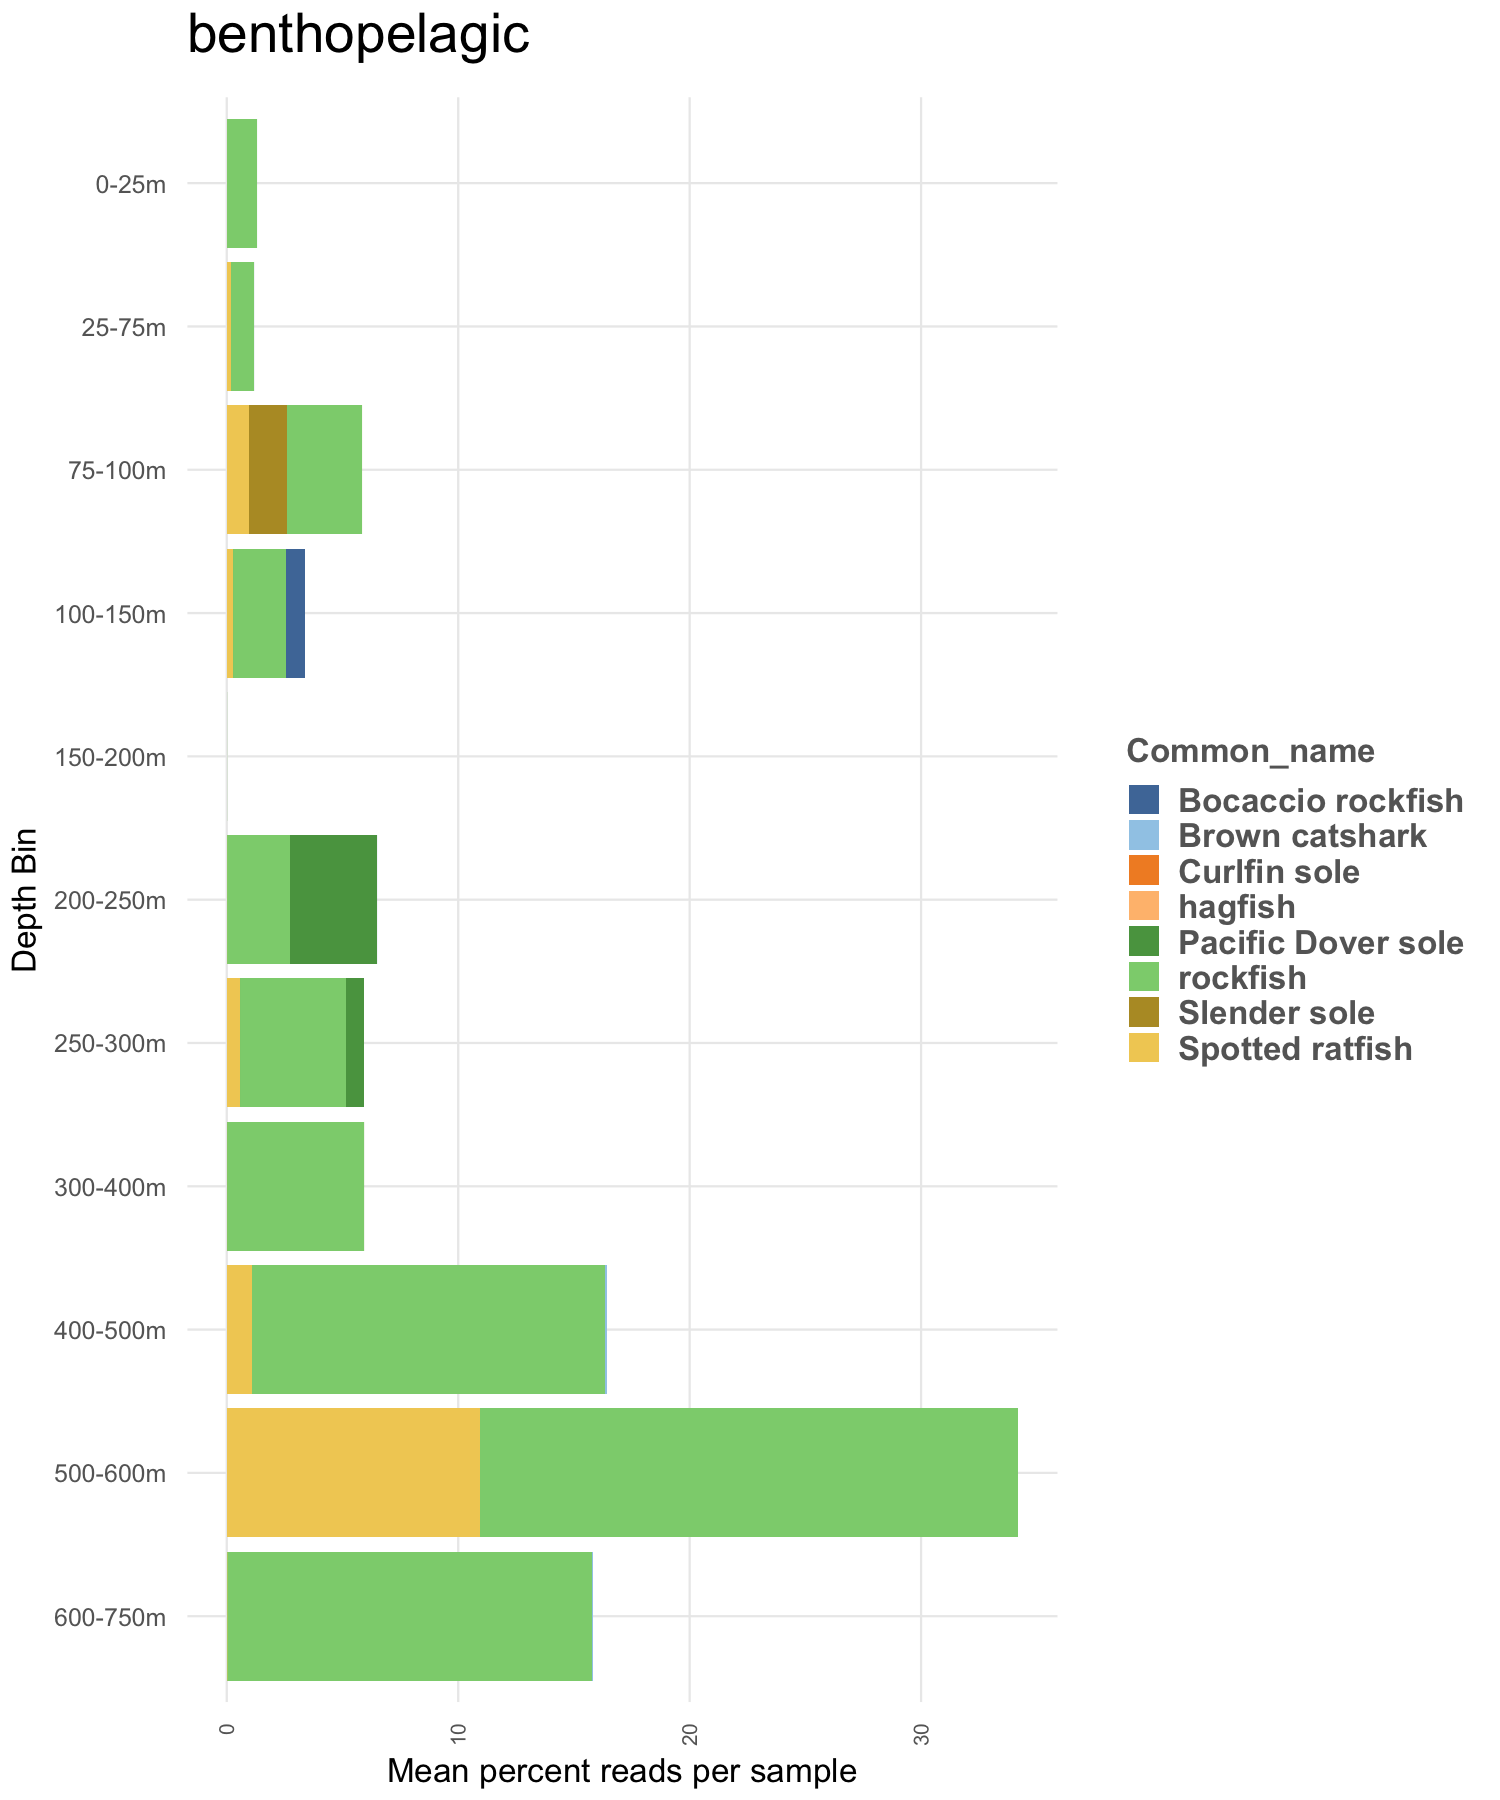 benthopelagic
0-25m
25-75m
75-100m
100-150m
150-200m
200-250m
250-300m
300-400m
400-500m
500-600m
600-750m
Depth Bin
0
10
20
30
Mean percent reads per sample
Common_name
Bocaccio rockfish
Brown catshark
Curlfin sole
hagfish
Pacific Dover sole
rockfish
Slender sole
Spotted ratfish